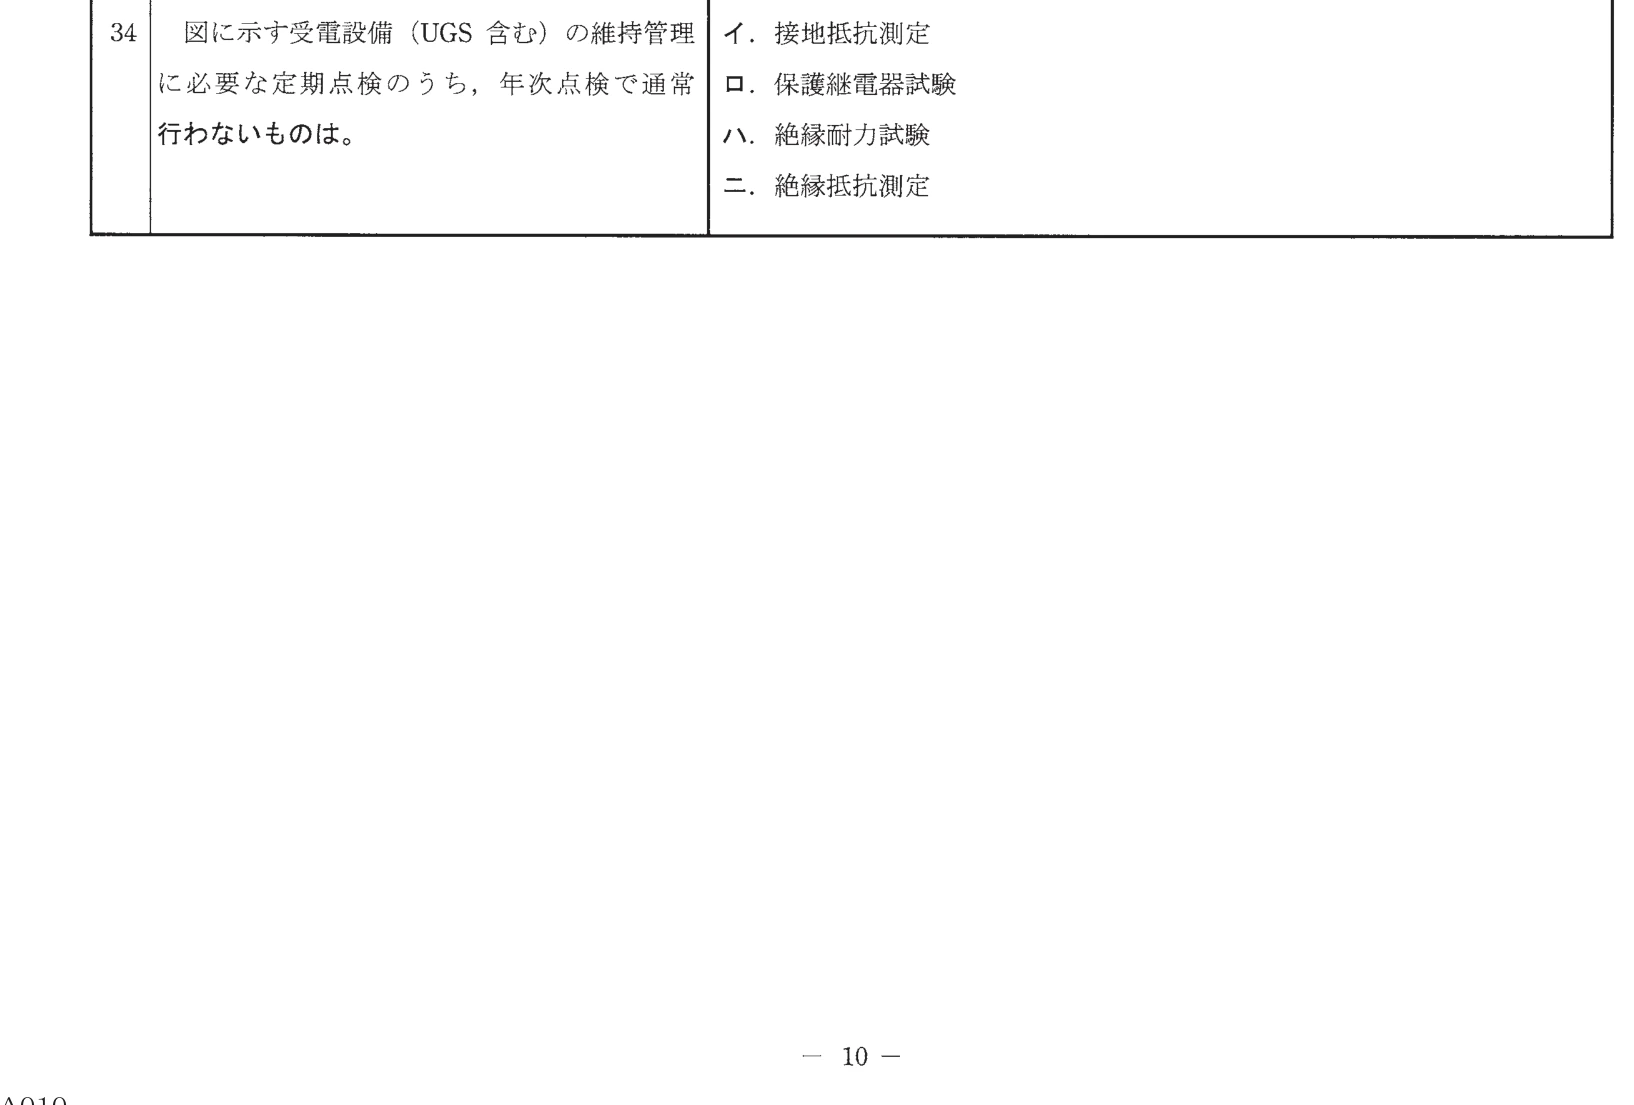 34 図に示す受電設備（UGS 含む）の維持管理
に必要な定期点検のうち，年次点検で通常
行わないものは。
イ．接地抵抗測定
ロ．保護継電器試験
ハ．絶縁耐力試験
ニ．絶縁抵抗測定
－ 10 －